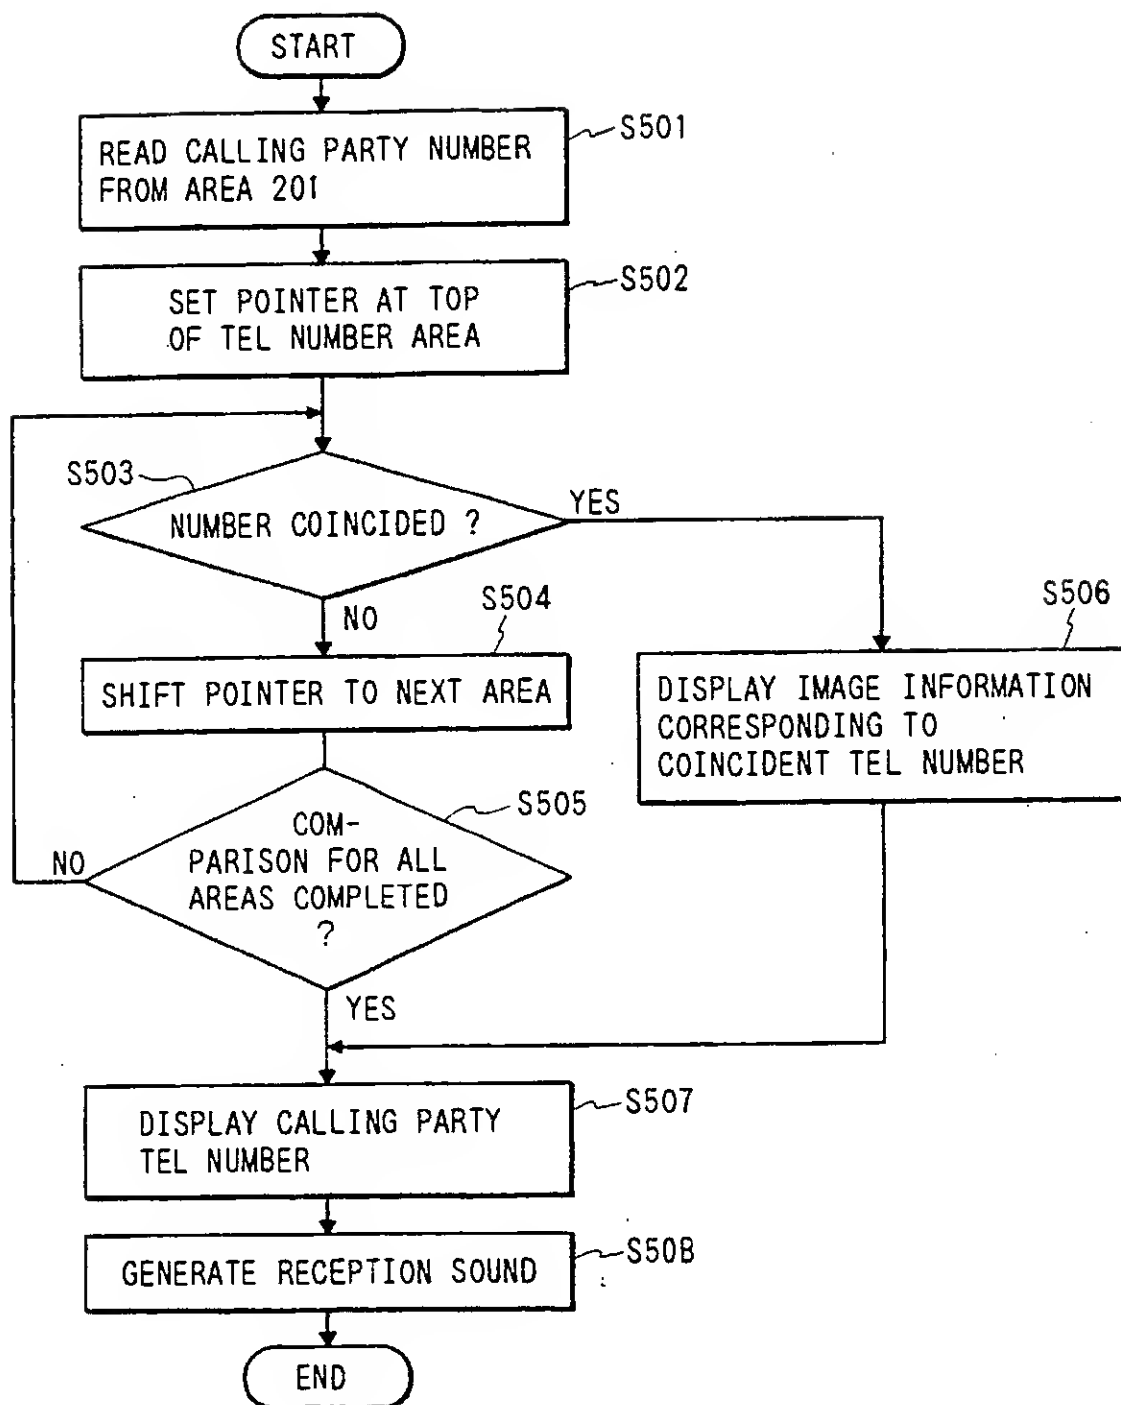 START
READ CALLING PARTY NUMBER
FROM AREA 201
S501
SET POINTER AT TOP
OF TEL NUMBER AREA
S502
S503
NUMBER COINCIDED ?
YES
NO
S504
SHIFT POINTER TO NEXT AREA
S506
DISPLAY IMAGE INFORMATION
CORRESPONDING TO
COINCIDENT TEL NUMBER
S505
COM-
PARISON FOR ALL
AREAS COMPLETED
?
NO
YES
DISPLAY CALLING PARTY
TEL NUMBER
S507
GENERATE RECEPTION SOUND
S50B
END